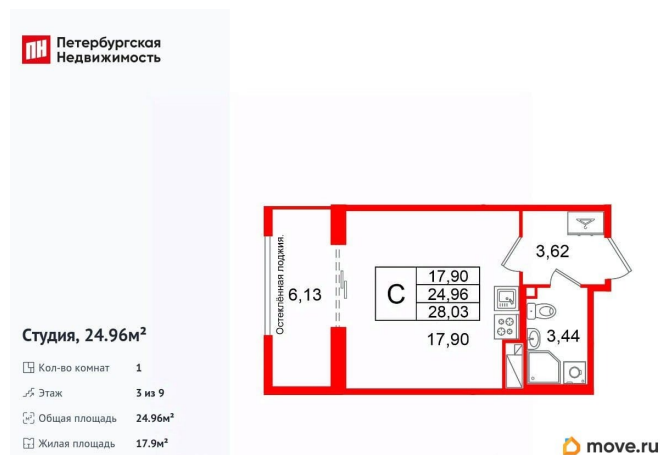 ПН
Петербургская
Недвижимость
Студия, 24.96м²
Кол-во комнат 1
Этаж 3 из 9
Общая площадь 24.96м²
Жилая площадь 17.9м²
Остеклённая лоджия.
6,13
С
17,90
24,96
28,03
17,90
3,62
3,44
move.ru